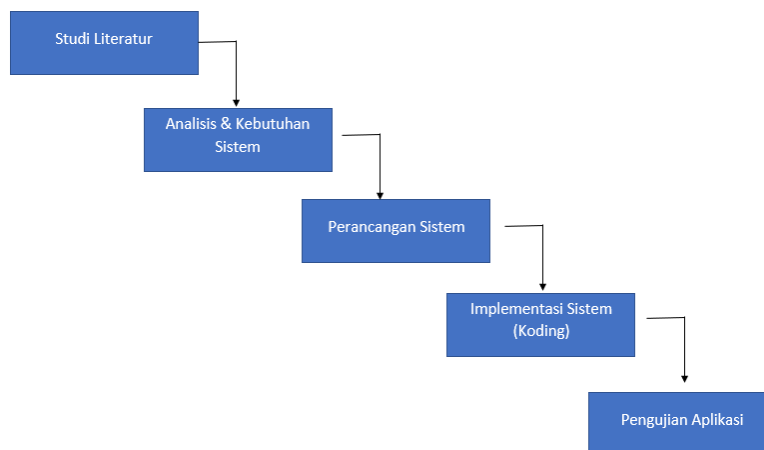 Studi Literatur
Analisis & Kebutuhan
Sistem
Perancangan Sistem
Implementasi Sistem
(Koding)
Pengujian Aplikasi